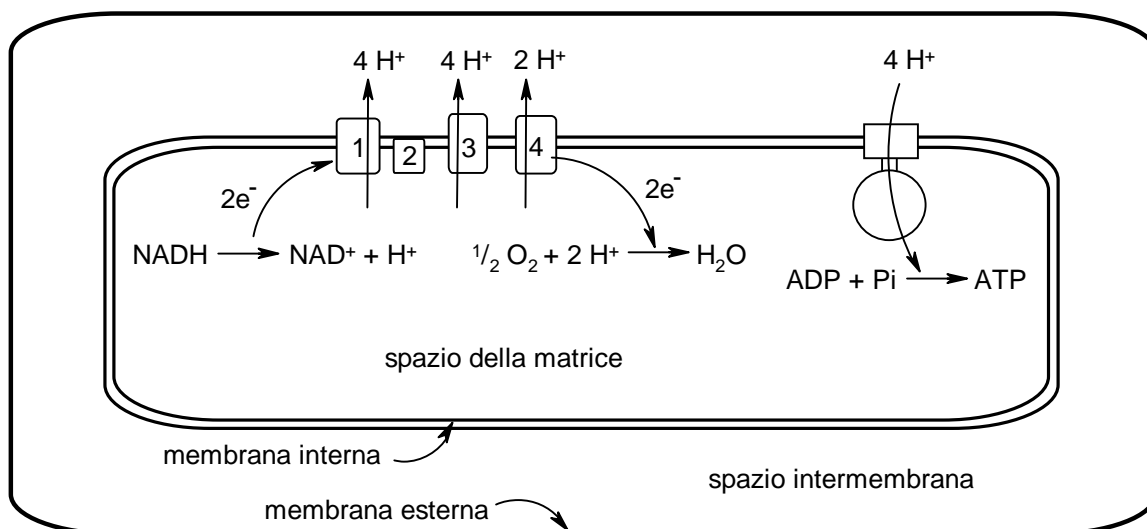 4 H⁺ 4 H⁺ 2 H⁺ 4 H⁺
1 2 3 4
2e⁻ 2e⁻
NADH NAD⁺ + H⁺ ¹/₂ O₂ + 2 H⁺ H₂O
ADP + Pi ATP
spazio della matrice
membrana interna
spazio intermembrana
membrana esterna